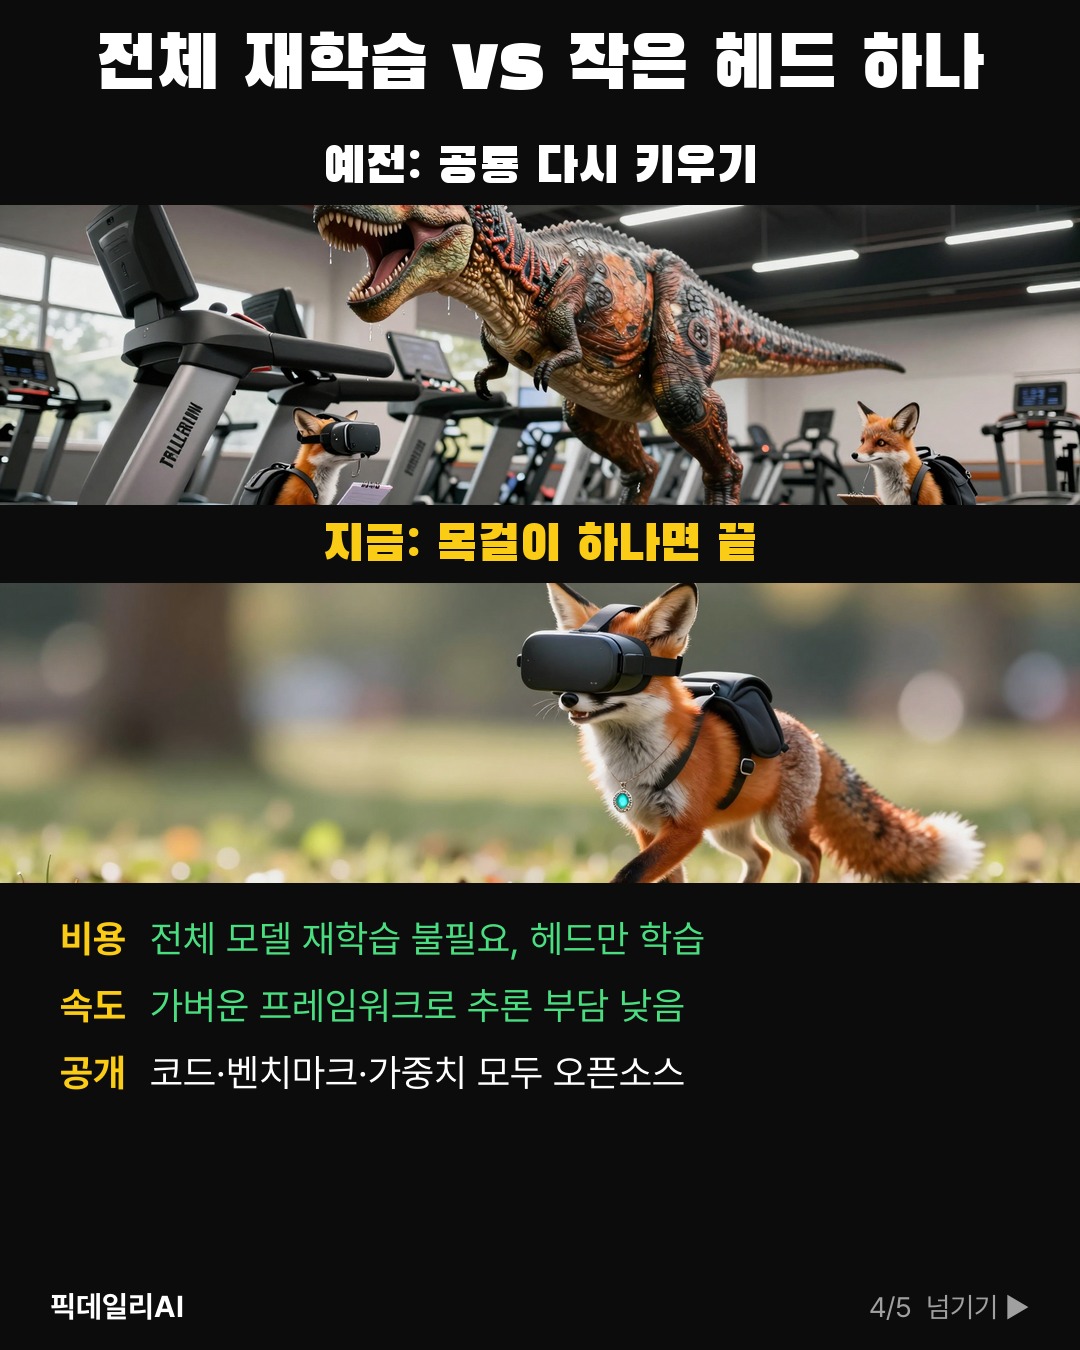 전체 재학습 vs 작은 헤드 하나
예전: 공룡 다시 키우기
지금: 목걸이 하나면 끝
비용 전체 모델 재학습 불필요, 헤드만 학습
속도 가벼운 프레임워크로 추론 부담 낮음
공개 코드·벤치마크·가중치 모두 오픈소스
픽데일리AI
4/5 넘기기 ▶